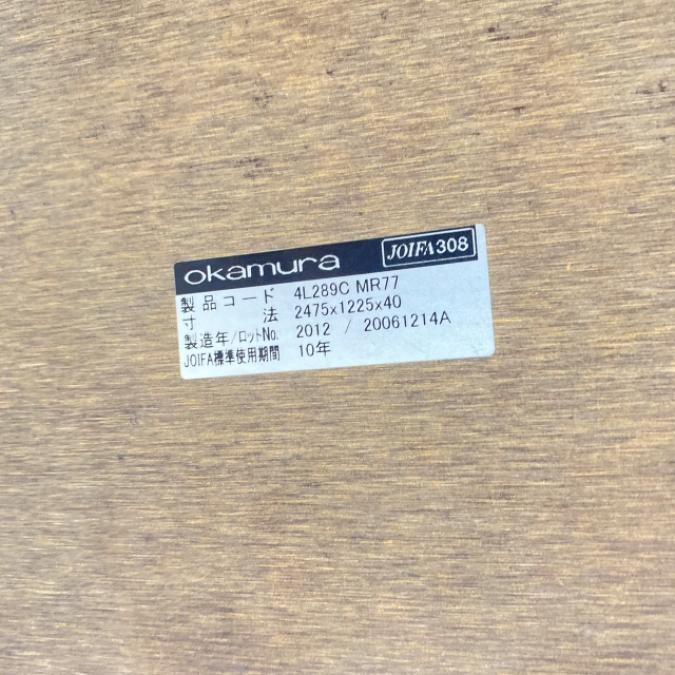 okamura JOIFA308
製品コード 4L289C MR77
寸法 2475x1225x40
製造年/ロットNo. 2012 / 20061214A
JOIFA標準使用期間 10年